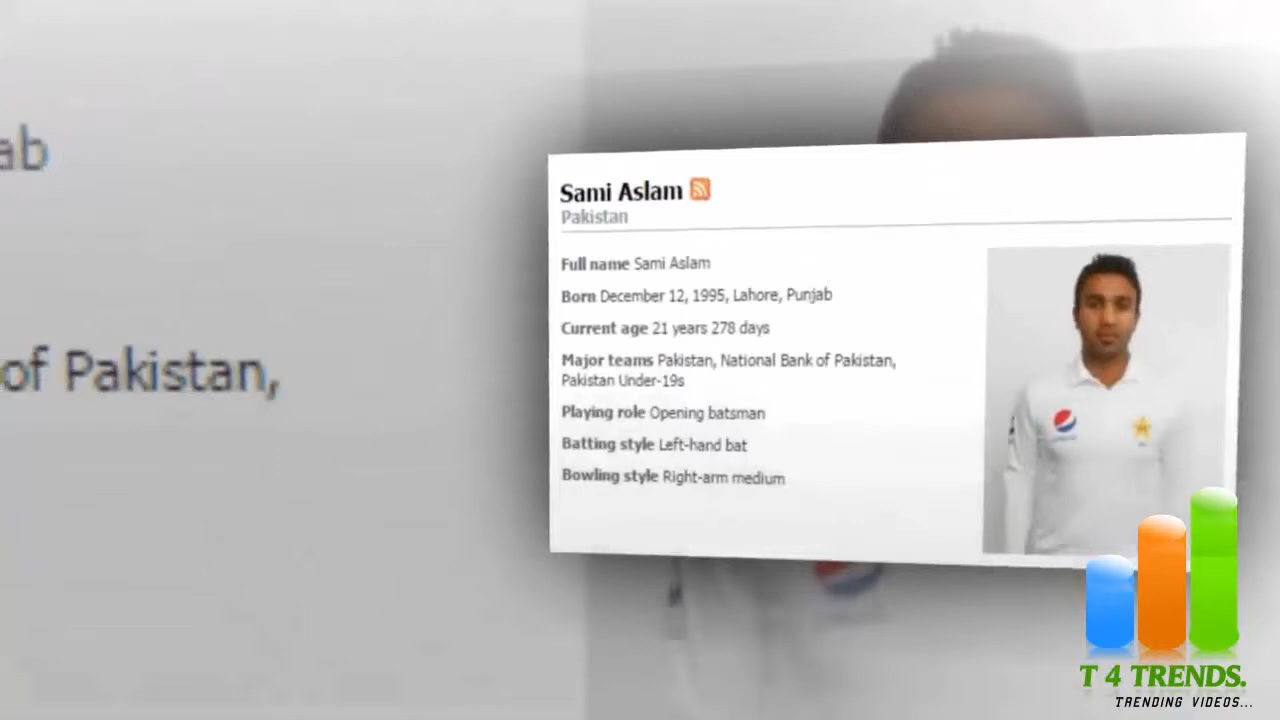 ab
of Pakistan,
Sami Aslam
Pakistan
Full name Sami Aslam
Born December 12, 1995, Lahore, Punjab
Current age 21 years 278 days
Major teams Pakistan, National Bank of Pakistan,
Pakistan Under-19s
Playing role Opening batsman
Batting style Left-hand bat
Bowling style Right-arm medium
T 4 TRENDS.
TRENDING VIDEOS...